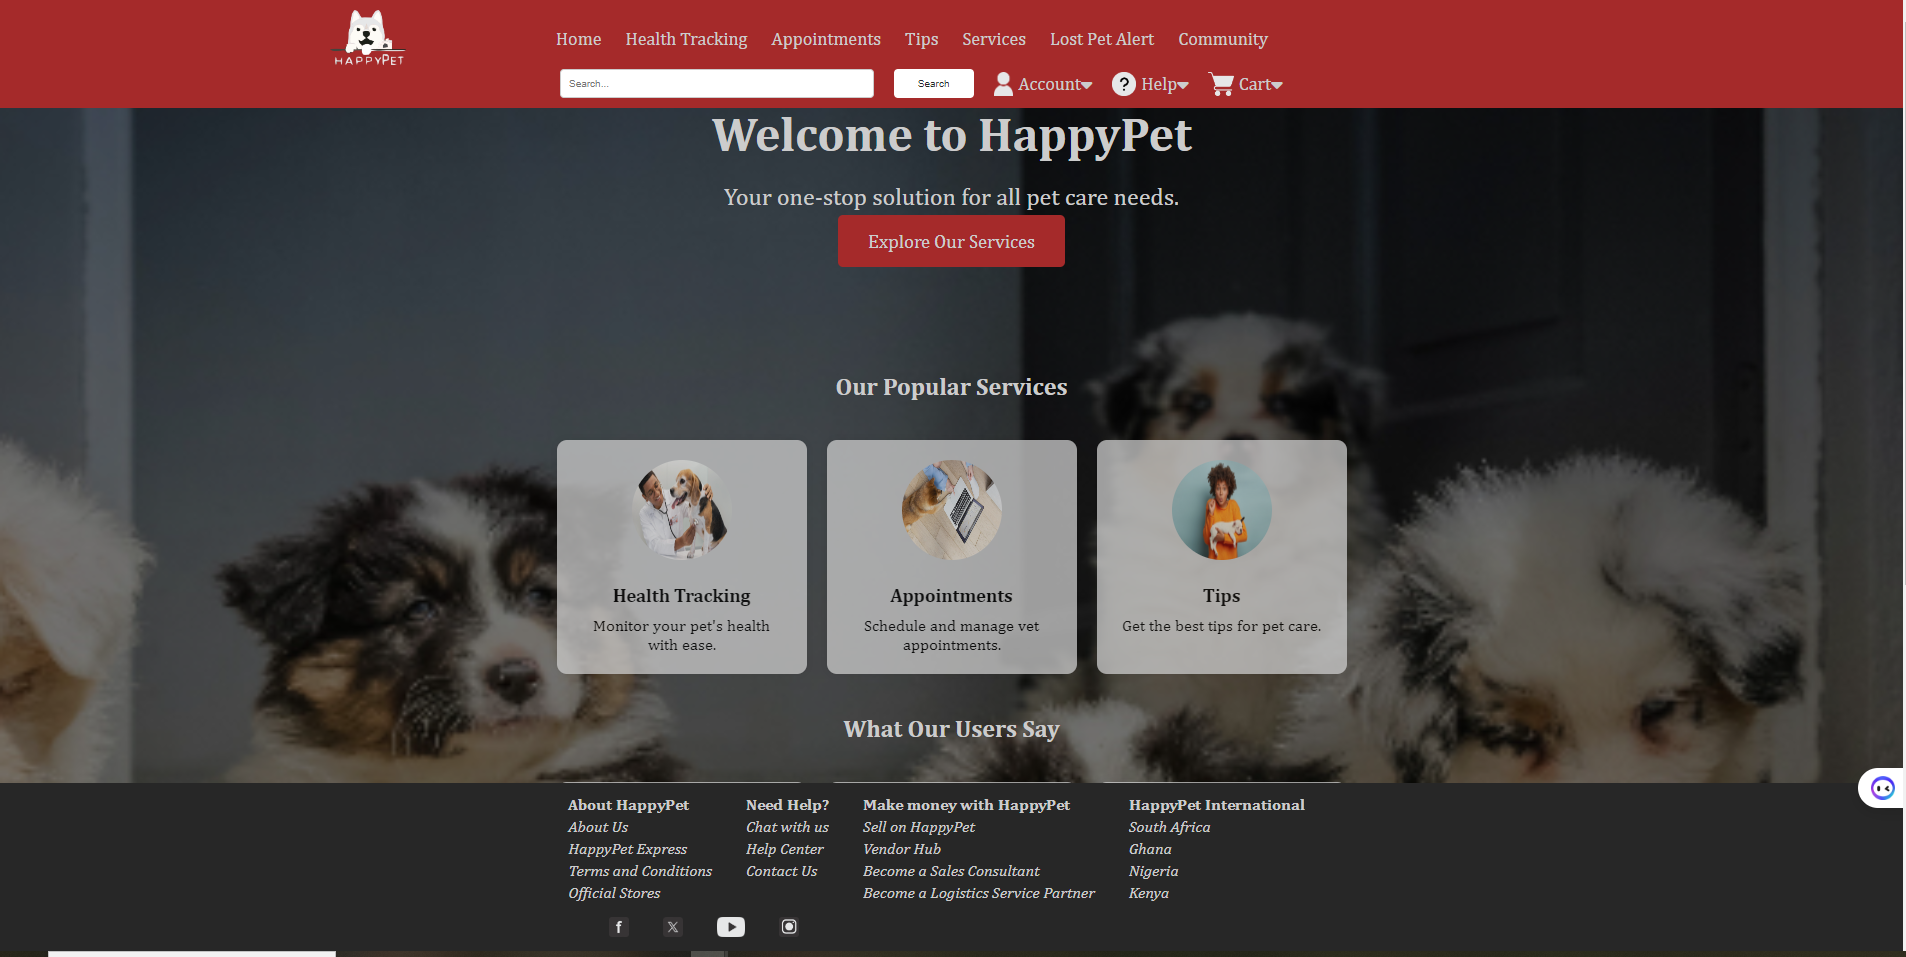 HAPPYPET
Home Health Tracking Appointments Tips Services Lost Pet Alert Community
Search... Search Account Help Cart
Welcome to HappyPet
Your one-stop solution for all pet care needs.
Explore Our Services
Our Popular Services
Health Tracking
Monitor your pet's health
with ease.
Appointments
Schedule and manage vet
appointments.
Tips
Get the best tips for pet care.
What Our Users Say
About HappyPet
About Us
HappyPet Express
Terms and Conditions
Official Stores
Need Help?
Chat with us
Help Center
Contact Us
Make money with HappyPet
Sell on HappyPet
Vendor Hub
Become a Sales Consultant
Become a Logistics Service Partner
HappyPet International
South Africa
Ghana
Nigeria
Kenya